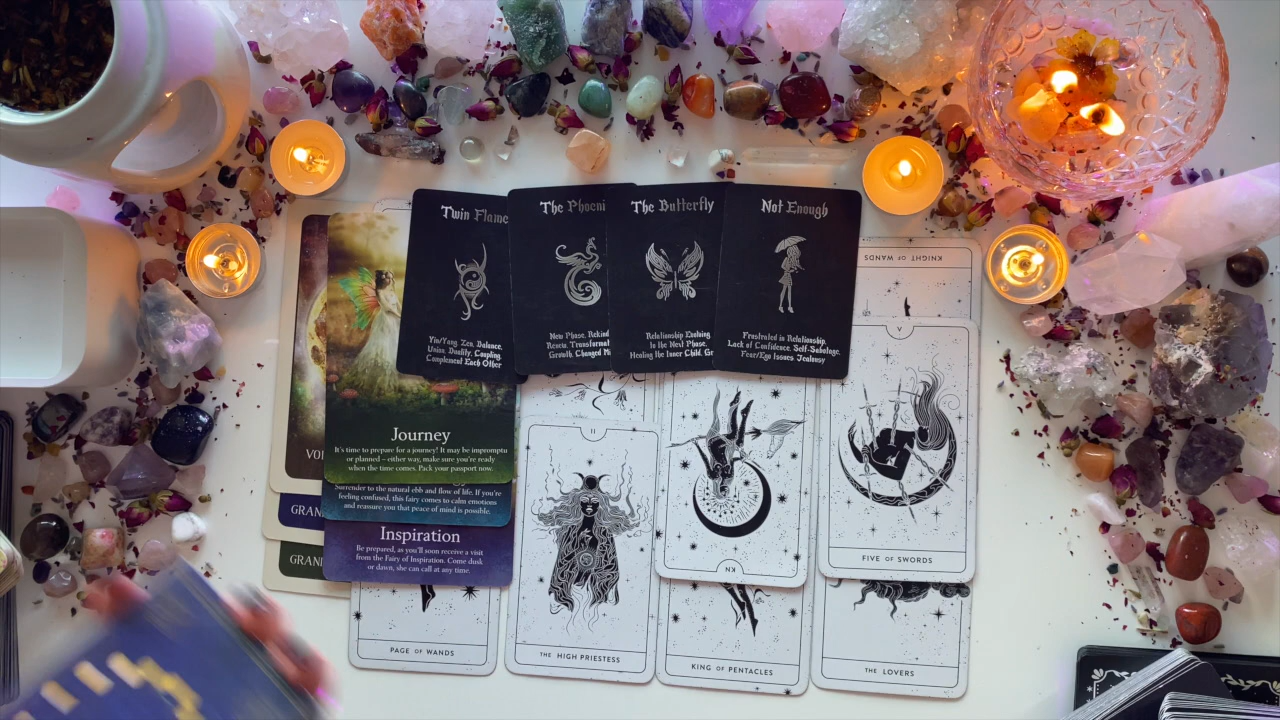 Twin Flame
Yin/Yang, Zen, Balance,
Union, Duality, Coupling,
Complement Each Other
The Phoeni
New Phase, Rekind
Rescu, Transformat
Growth, Changed Mi
The Butterfly
Relationship Evolving
To the Next Phase,
Healing the Inner Child, Gr
Not Enough
Frustrated in Relationship,
Lack of Confidence, Self-Sabotage,
Fear/Ego Issues, Jealousy
KNIGHT OF WANDS
VOI
Journey
It's time to prepare for a journey! It may be impromptu
or planned – either way, make sure you're ready
when the time comes. Pack your passport now.
Surrender to the natural ebb and flow of life. If you're
feeling confused, this fairy comes to calm emotions
and reassure you that peace of mind is possible.
Inspiration
Be prepared, as you'll soon receive a visit
from the Fairy of Inspiration. Come dusk
or dawn, she can call at any time.
GRAN
GRAN
II
V
KN
FIVE OF SWORDS
PAGE OF WANDS
THE HIGH PRIESTESS
KING OF PENTACLES
THE LOVERS